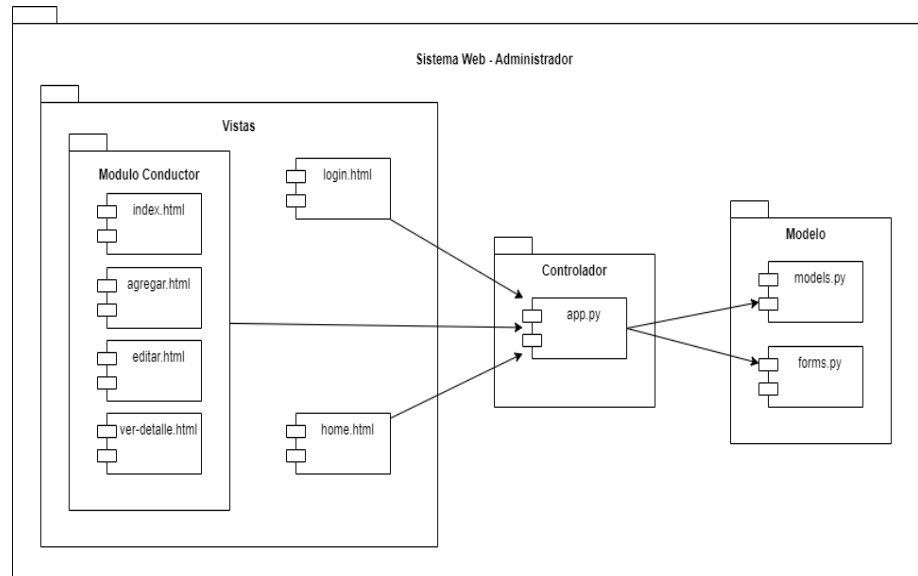 Sistema Web - Administrador
Vistas
Modulo Conductor
index.html
agregar.html
editar.html
ver-detalle.html
login.html
home.html
Controlador
app.py
Modelo
models.py
forms.py